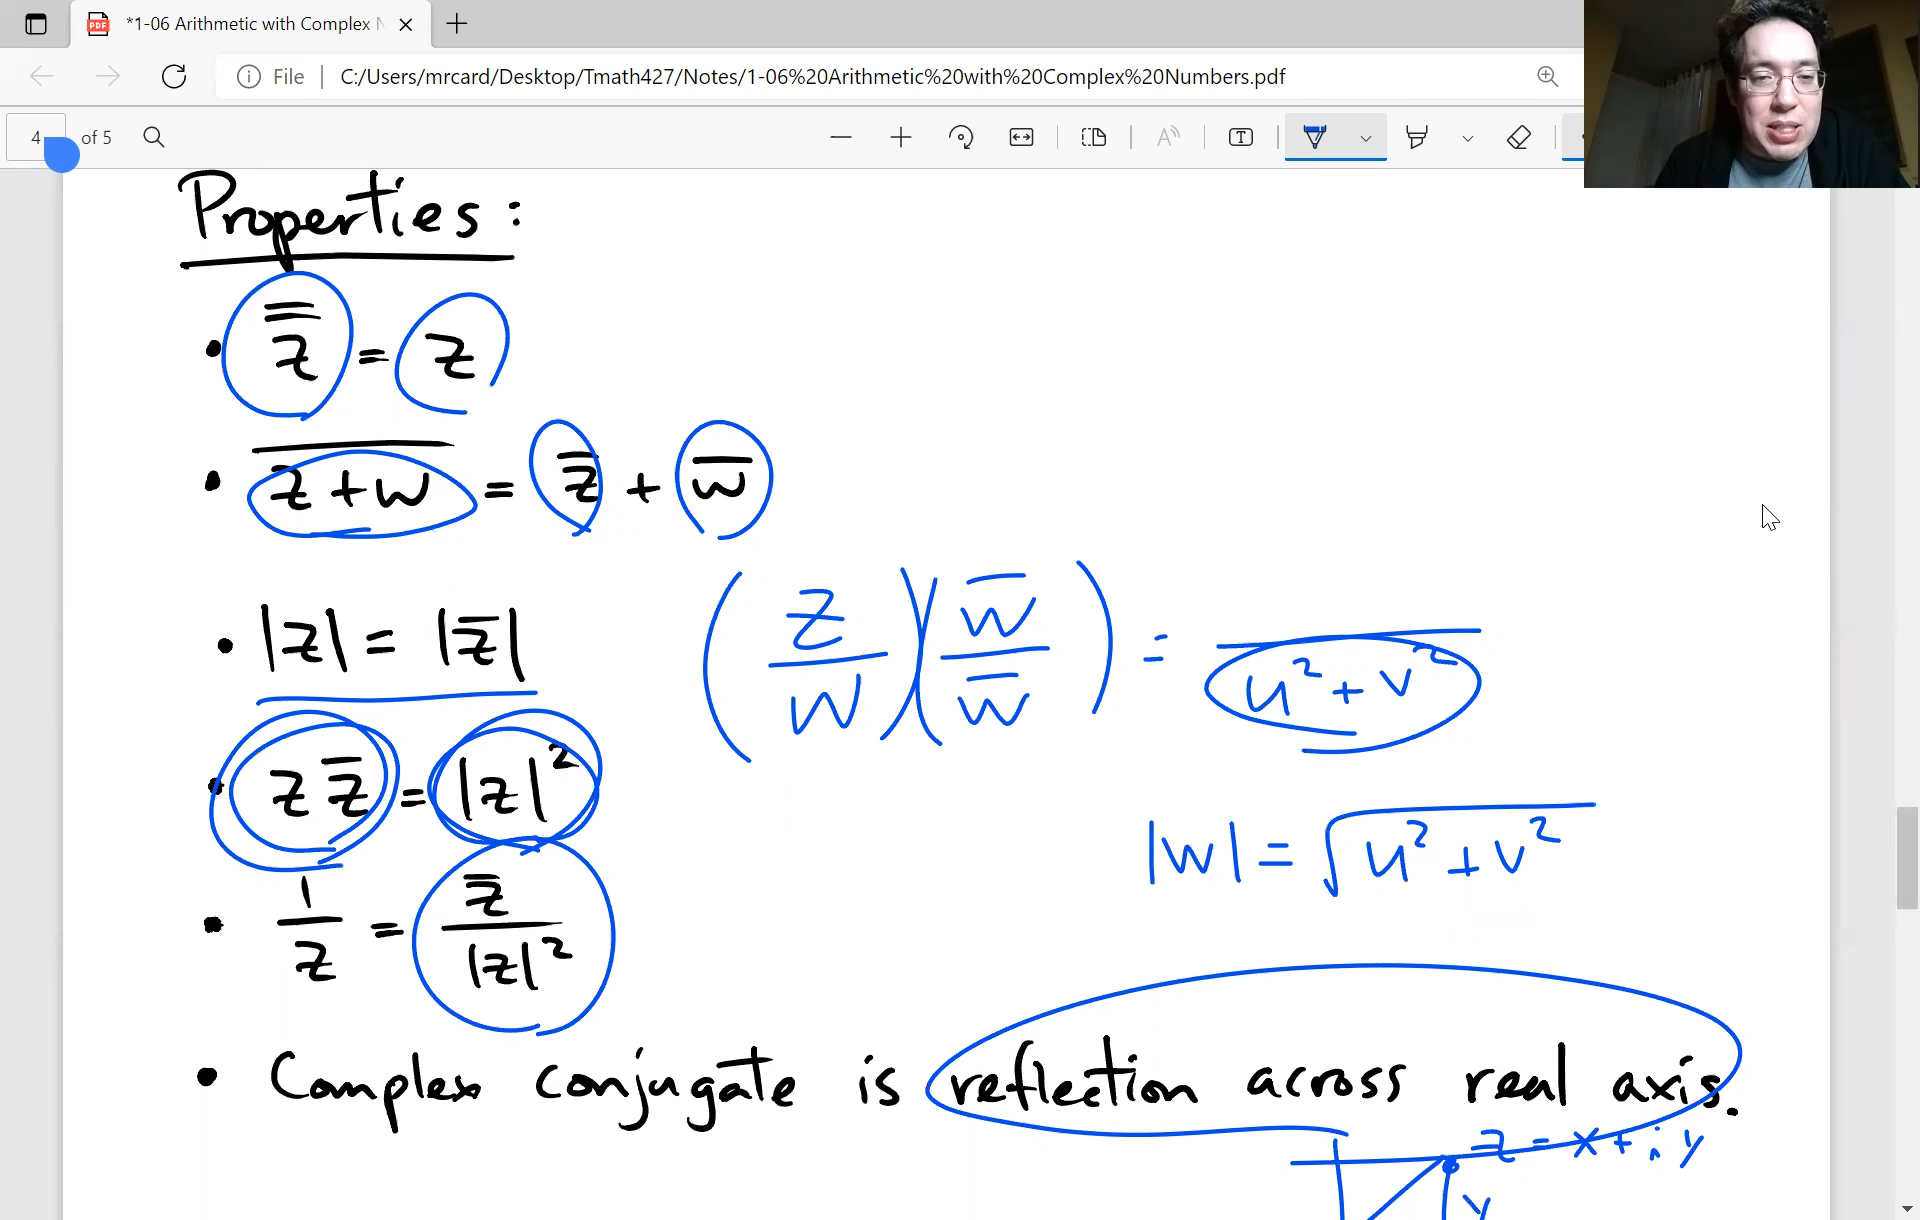 *1-06 Arithmetic with Complex N
File | C:/Users/mrcard/Desktop/Tmath427/Notes/1-06%20Arithmetic%20with%20Complex%20Numbers.pdf
4 of 5
Properties:
• z̿̅ = z
• \overline{z+w} = z̅ + w̅
• |z| = |z̅|
(z/w)(w̅/w̅) = /(u²+v²)
• z z̅ = |z|²
|w| = √(u²+v²)
• 1/z = z̅/|z|²
• Complex conjugate is reflection across real axis.
z = x+iy
y